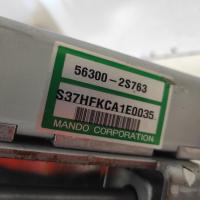 56300-2S763
S37HFKCA1E0035
MANDO CORPORATION